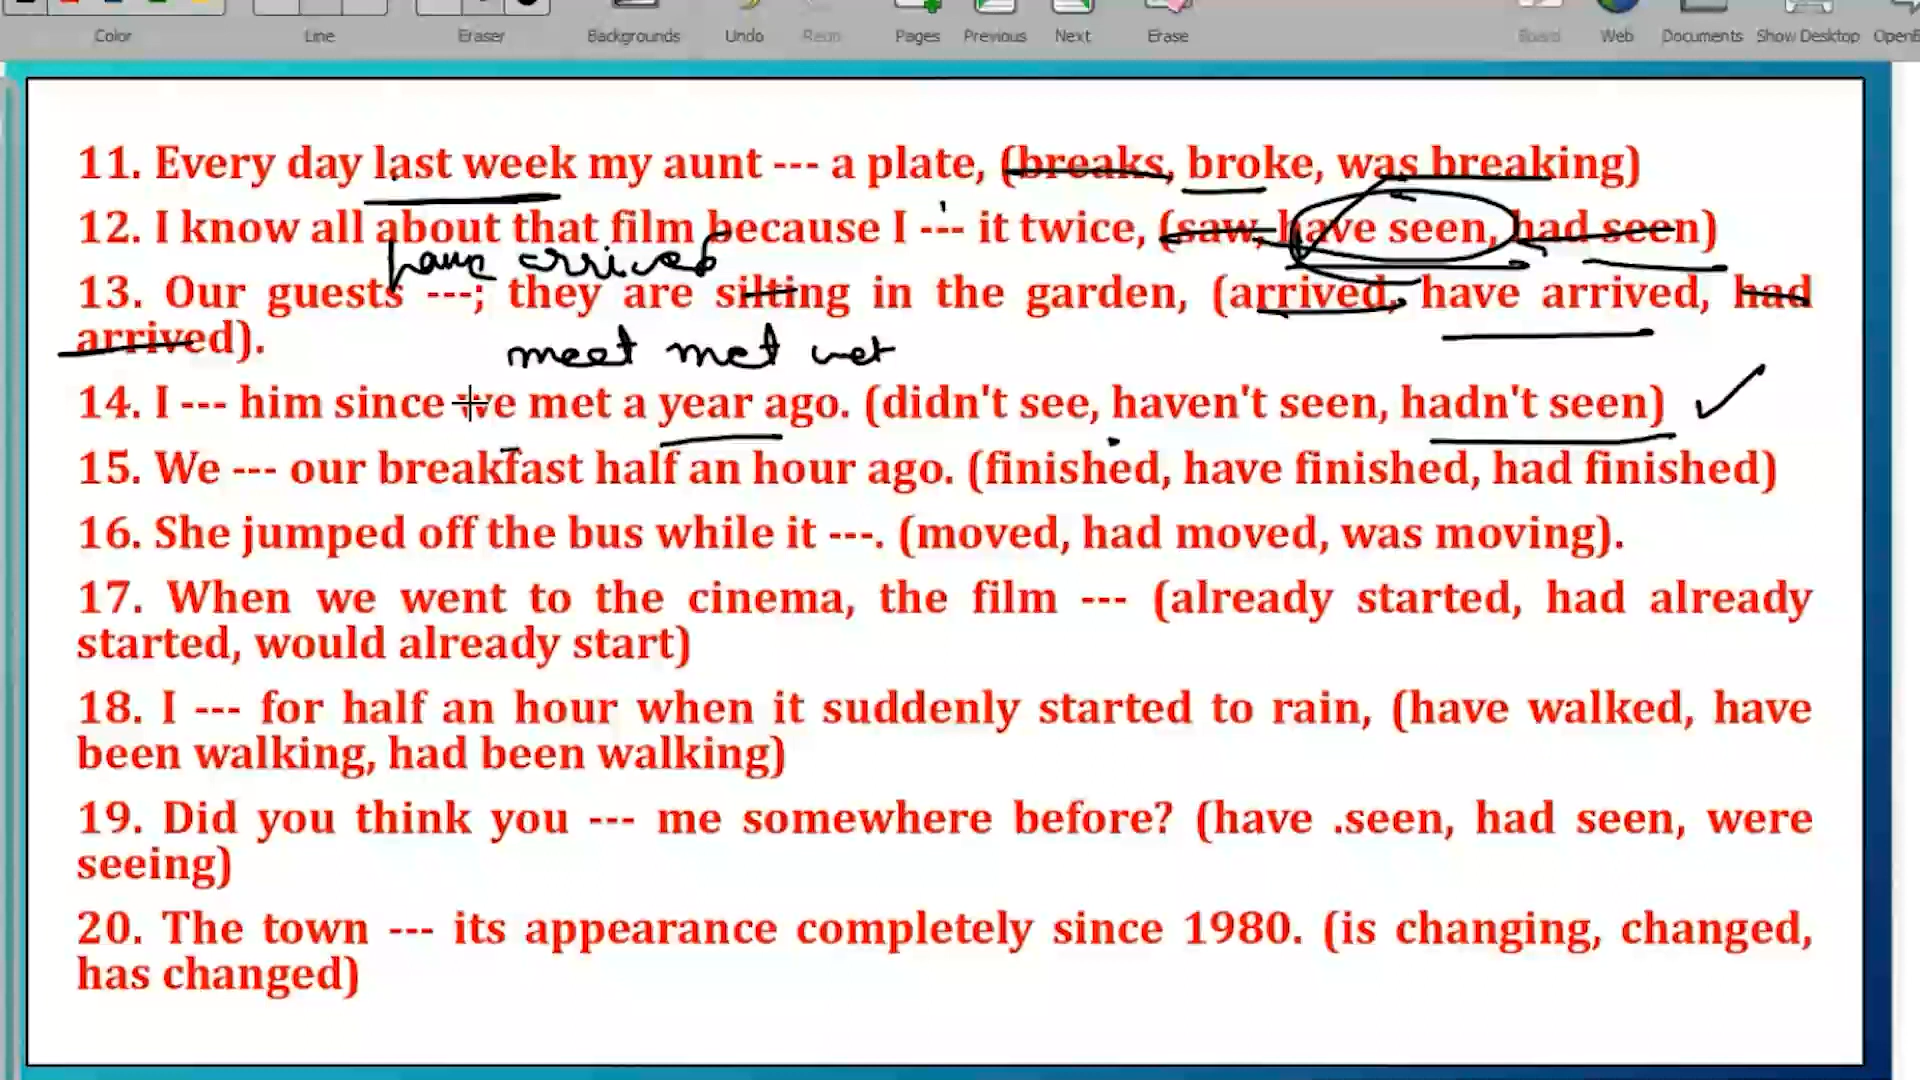 Color Line Eraser Backgrounds Undo Redo Pages Previous Next Erase Board Web Documents Show Desktop OpenB
11. Every day last week my aunt --- a plate, (breaks, broke, was breaking)
12. I know all about that film because I --- it twice, (saw, have seen, had seen)
have arrived
13. Our guests ---; they are sitting in the garden, (arrived, have arrived, had
arrived).
meet met met
14. I --- him since we met a year ago. (didn't see, haven't seen, hadn't seen)
15. We --- our breakfast half an hour ago. (finished, have finished, had finished)
16. She jumped off the bus while it ---. (moved, had moved, was moving).
17. When we went to the cinema, the film --- (already started, had already
started, would already start)
18. I --- for half an hour when it suddenly started to rain, (have walked, have
been walking, had been walking)
19. Did you think you --- me somewhere before? (have .seen, had seen, were
seeing)
20. The town --- its appearance completely since 1980. (is changing, changed,
has changed)